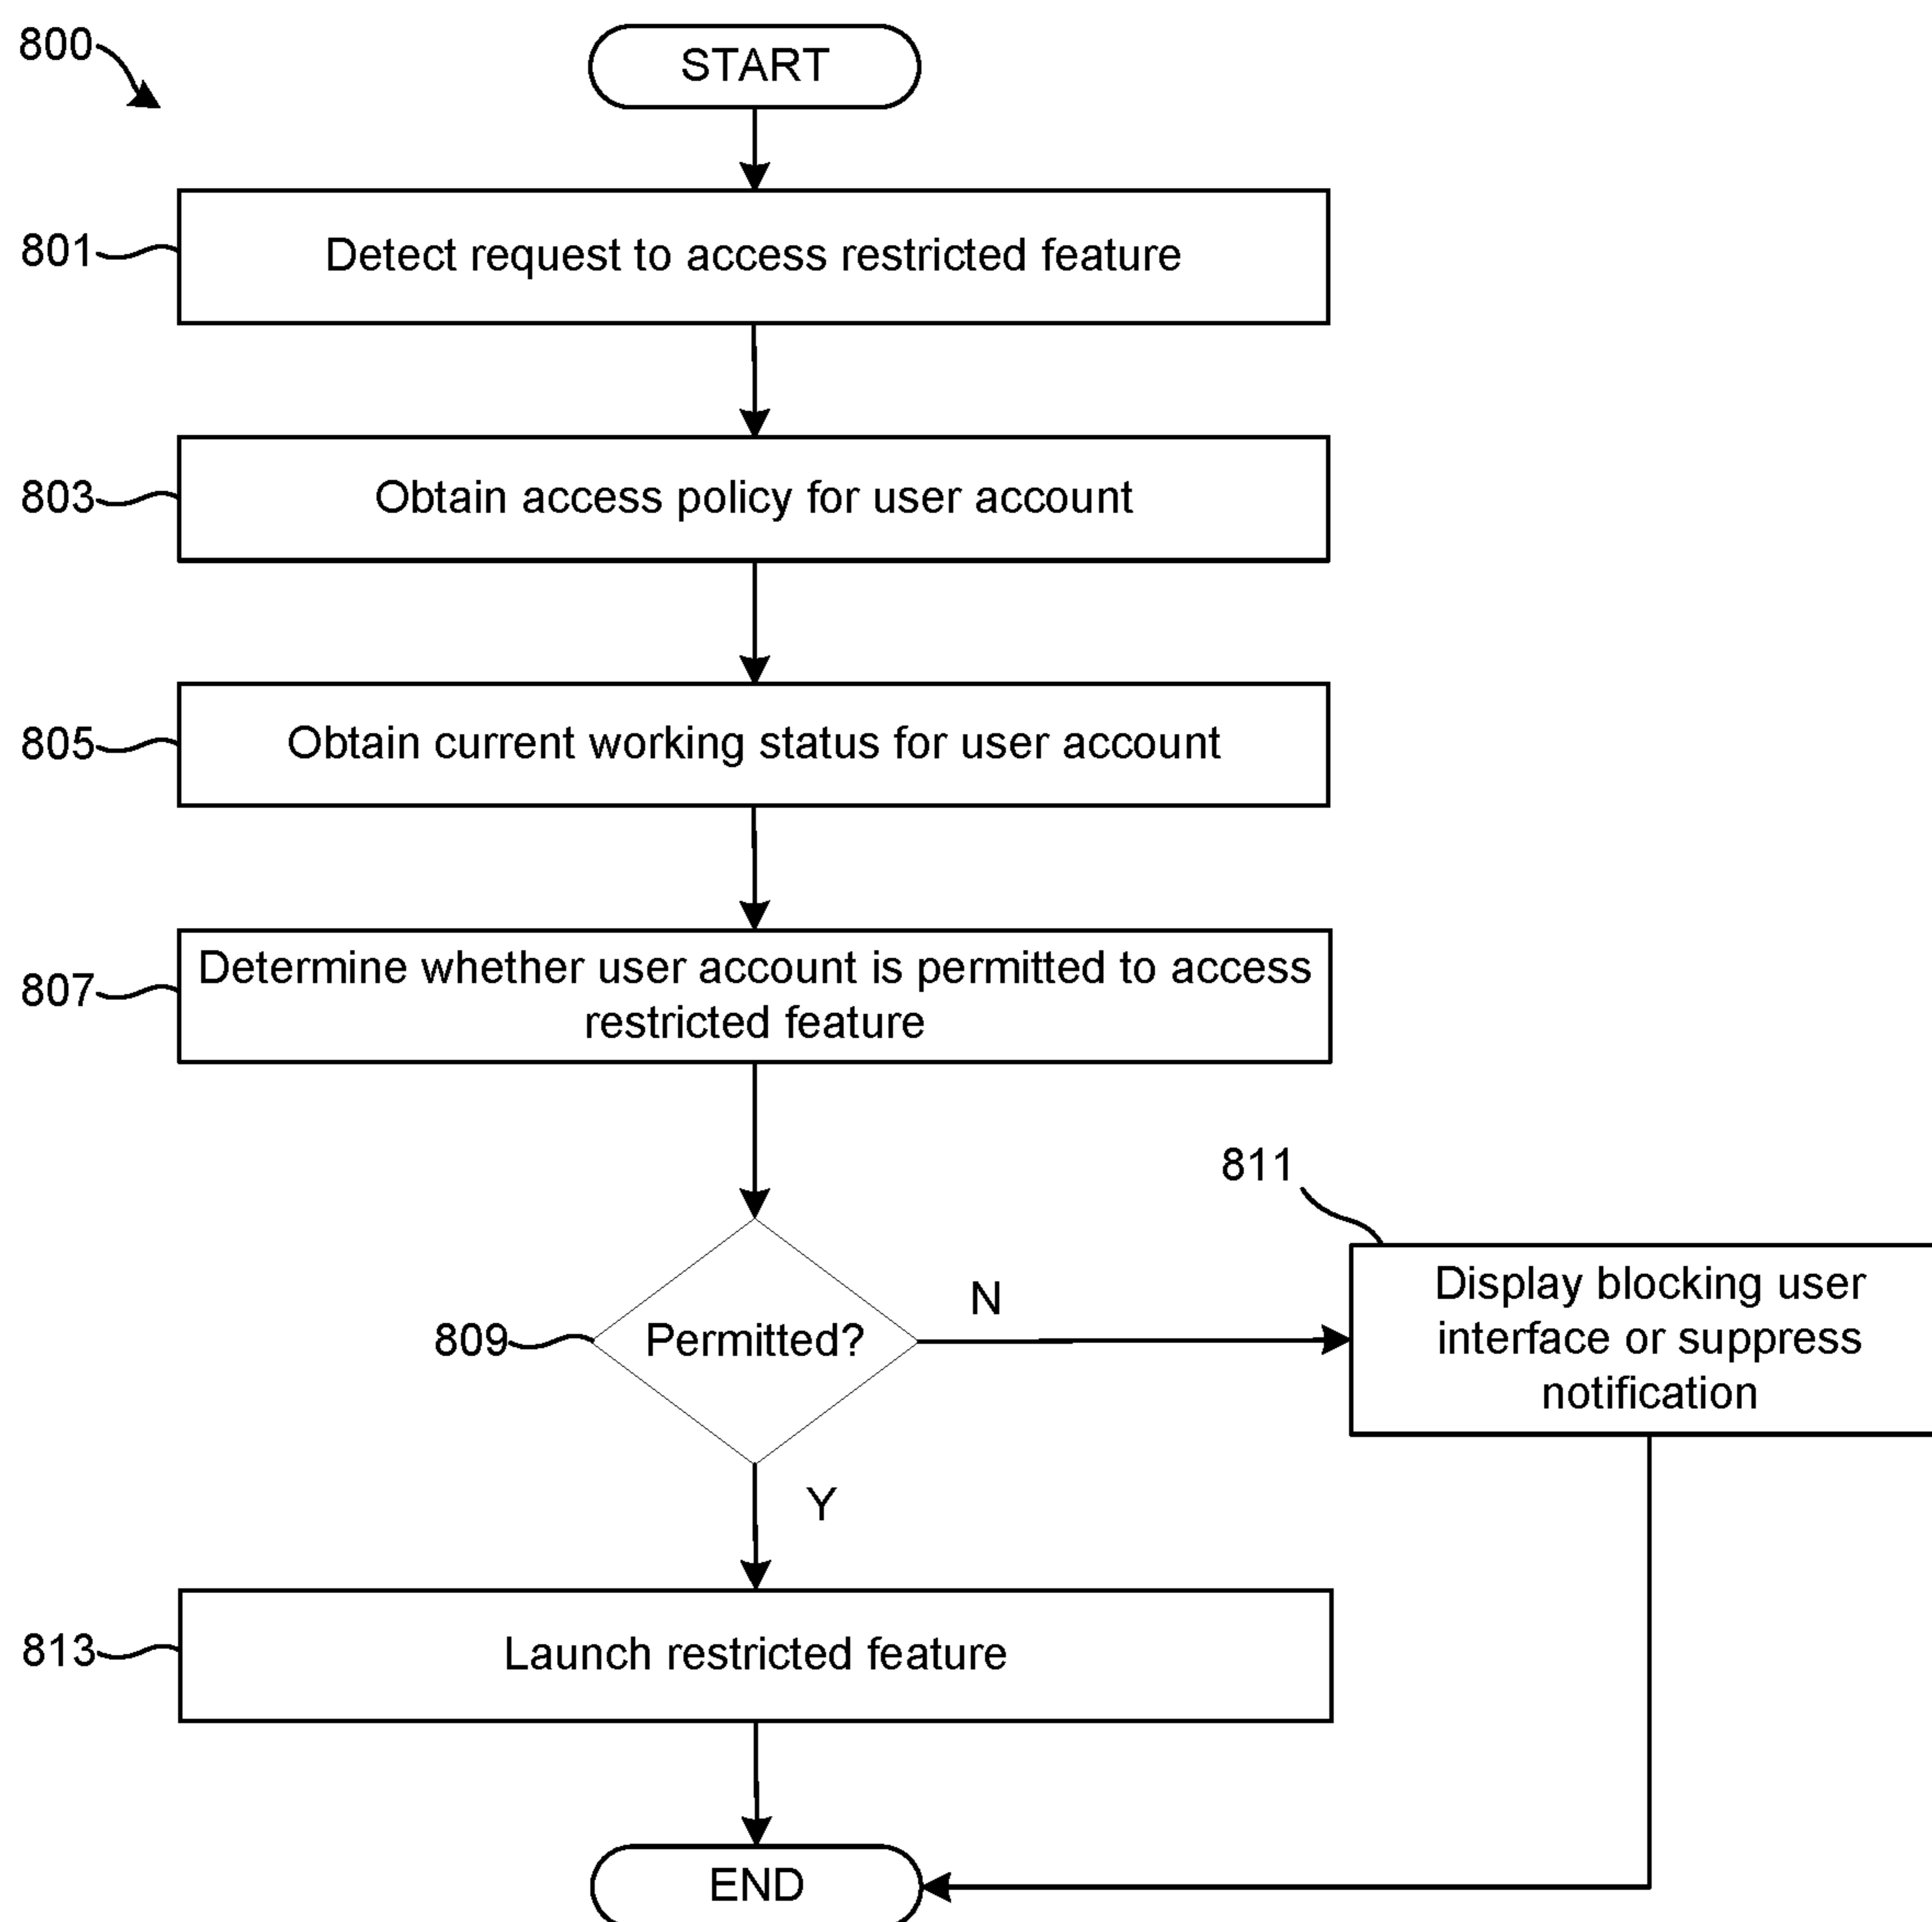 800
START
801
Detect request to access restricted feature
803
Obtain access policy for user account
805
Obtain current working status for user account
807
Determine whether user account is permitted to access
restricted feature
811
809
Permitted?
N
Display blocking user
interface or suppress
notification
Y
813
Launch restricted feature
END